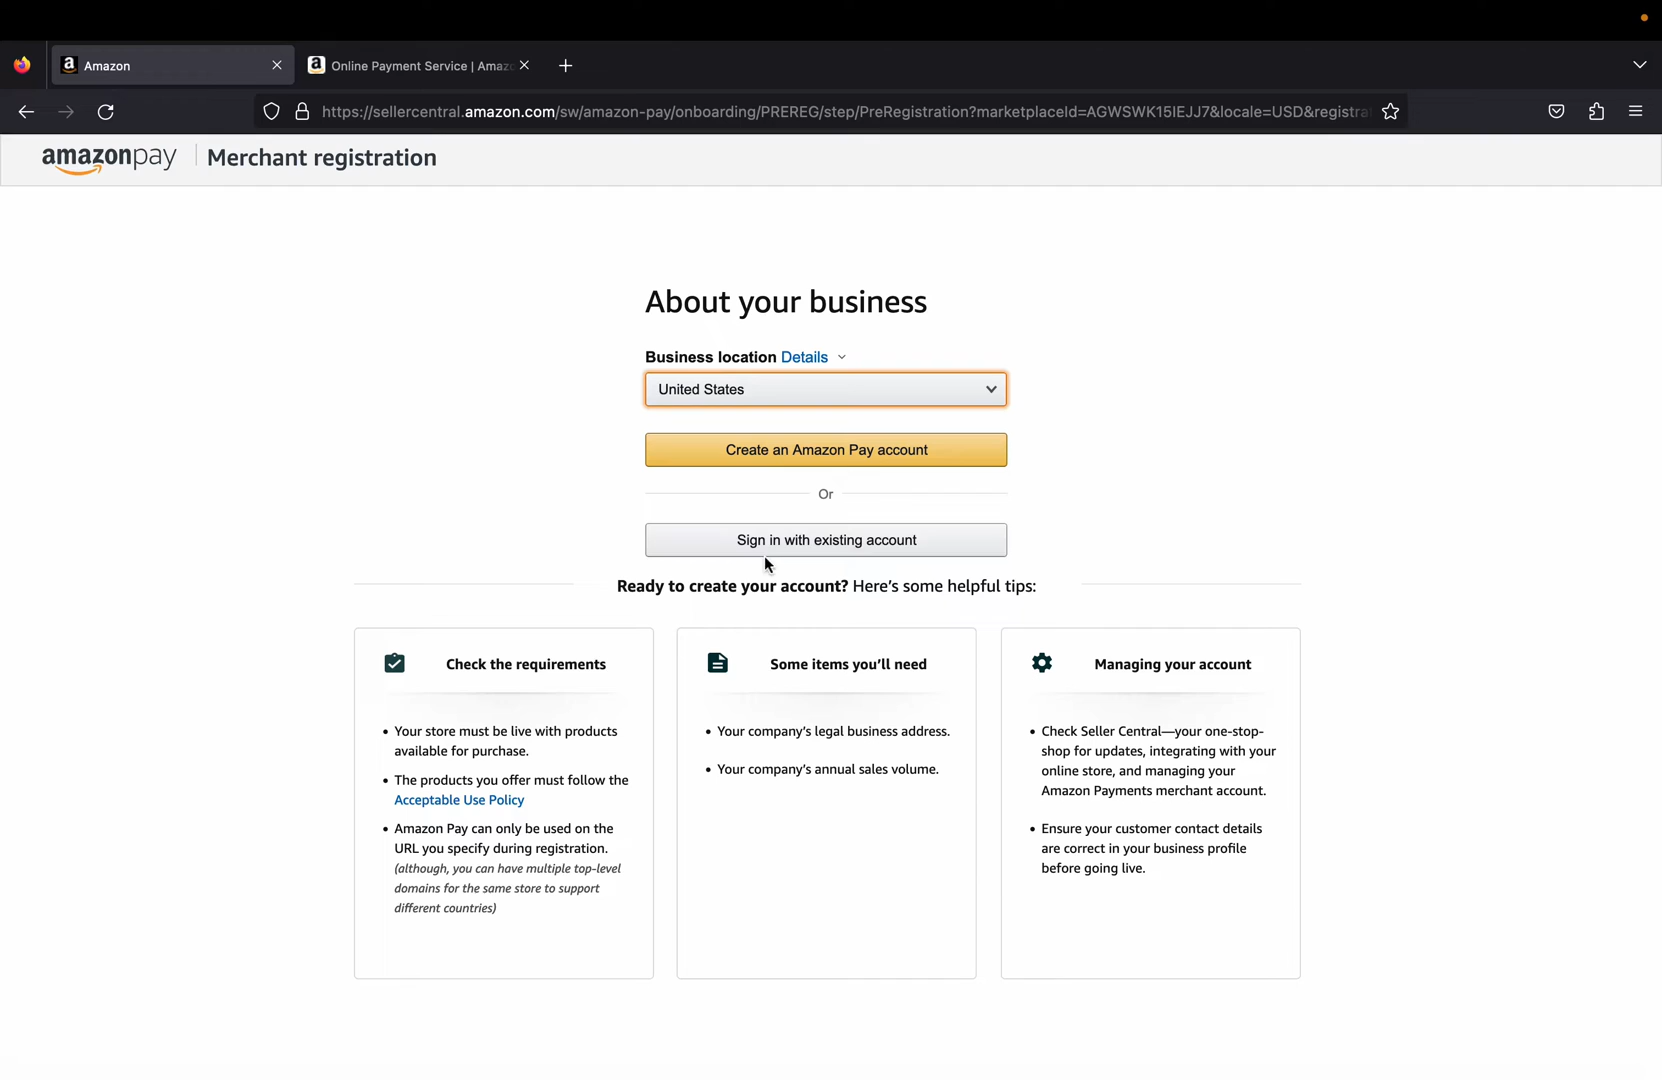 Amazon
Online Payment Service | Amaz
https://sellercentral.amazon.com/sw/amazon-pay/onboarding/PREREG/step/PreRegistration?marketplaceId=AGWSWK15IEJJ7&locale=USD&registra
amazonpay
Merchant registration
About your business
Business location Details
United States
Create an Amazon Pay account
Or
Sign in with existing account
Ready to create your account? Here's some helpful tips:
Check the requirements
• Your store must be live with products
available for purchase.
• The products you offer must follow the
Acceptable Use Policy
• Amazon Pay can only be used on the
URL you specify during registration.
(although, you can have multiple top-level
domains for the same store to support
different countries)
Some items you'll need
• Your company's legal business address.
• Your company's annual sales volume.
Managing your account
• Check Seller Central—your one-stop-
shop for updates, integrating with your
online store, and managing your
Amazon Payments merchant account.
• Ensure your customer contact details
are correct in your business profile
before going live.